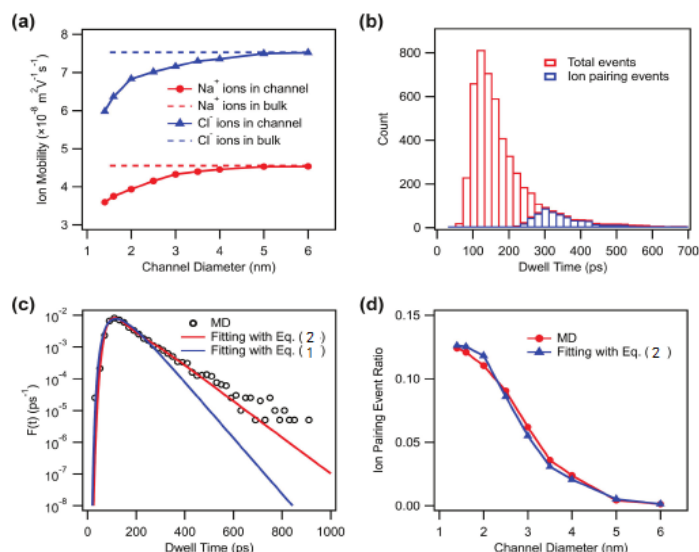 (a)
8
7
6
5
4
3
Ion Mobility (×10⁻⁸ m²V⁻¹s⁻¹)
Na⁺ ions in channel
Na⁺ ions in bulk
Cl⁻ ions in channel
Cl⁻ ions in bulk
1 2 3 4 5 6
Channel Diameter (nm)
(b)
800
600
400
200
0
Count
Total events
Ion pairing events
100 200 300 400 500 600 700
Dwell Time (ps)
(c)
10⁻²
10⁻³
10⁻⁴
10⁻⁵
10⁻⁶
10⁻⁷
10⁻⁸
F(t) (ps⁻¹)
MD
Fitting with Eq. (2)
Fitting with Eq. (1)
0 200 400 600 800 1000
Dwell Time (ps)
(d)
0.15
0.10
0.05
0.00
Ion Pairing Event Ratio
MD
Fitting with Eq. (2)
1 2 3 4 5 6
Channel Diameter (nm)